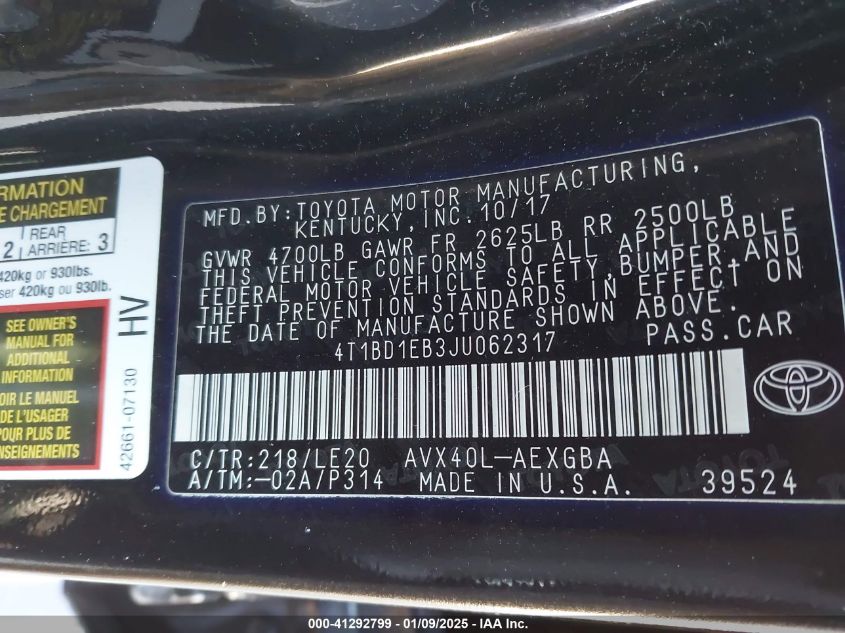 RMATION
E CHARGEMENT
2
REAR
ARRIÈRE: 3
420kg or 930lbs.
ser 420kg ou 930lb.
SEE OWNER'S
MANUAL FOR
ADDITIONAL
INFORMATION
OIR LE MANUEL
DE L'USAGER
POUR PLUS DE
NSEIGNEMENTS
HV
42661-07130
MFD. BY: TOYOTA MOTOR MANUFACTURING,
KENTUCKY, INC. 10/17
GVWR 4700LB GAWR FR 2625LB RR 2500LB
THIS VEHICLE CONFORMS TO ALL APPLICABLE
FEDERAL MOTOR VEHICLE SAFETY, BUMPER, AND
THEFT PREVENTION STANDARDS IN EFFECT ON
THE DATE OF MANUFACTURE SHOWN ABOVE.
4T1BD1EB3JU062317 PASS.CAR
C/TR: 218/LE20 AVX40L-AEXGBA
A/TM: -02A/P314 MADE IN U.S.A. 39524
000-41292799 - 01/09/2025 - IAA Inc.